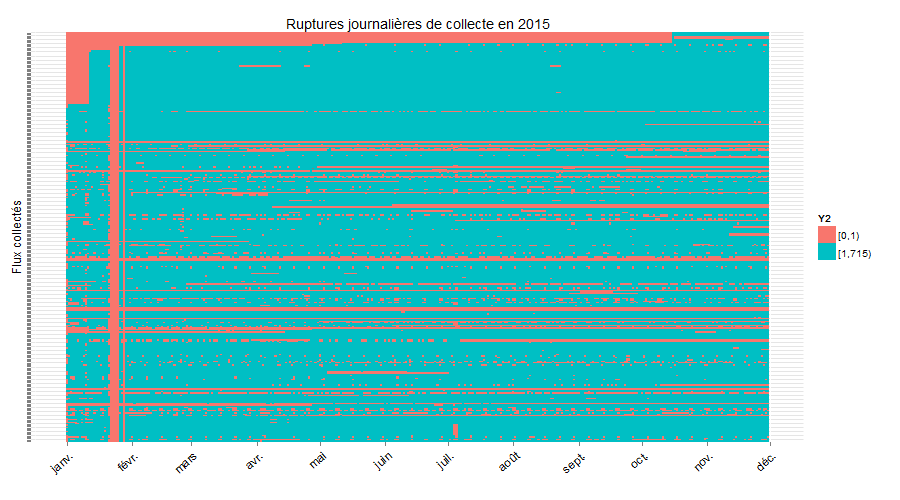 Ruptures journalières de collecte en 2015
Flux collectés
Y2
[0,1)
[1,715)
janv.
févr.
mars
avr.
mai
juin
juil.
août
sept.
oct.
nov.
déc.